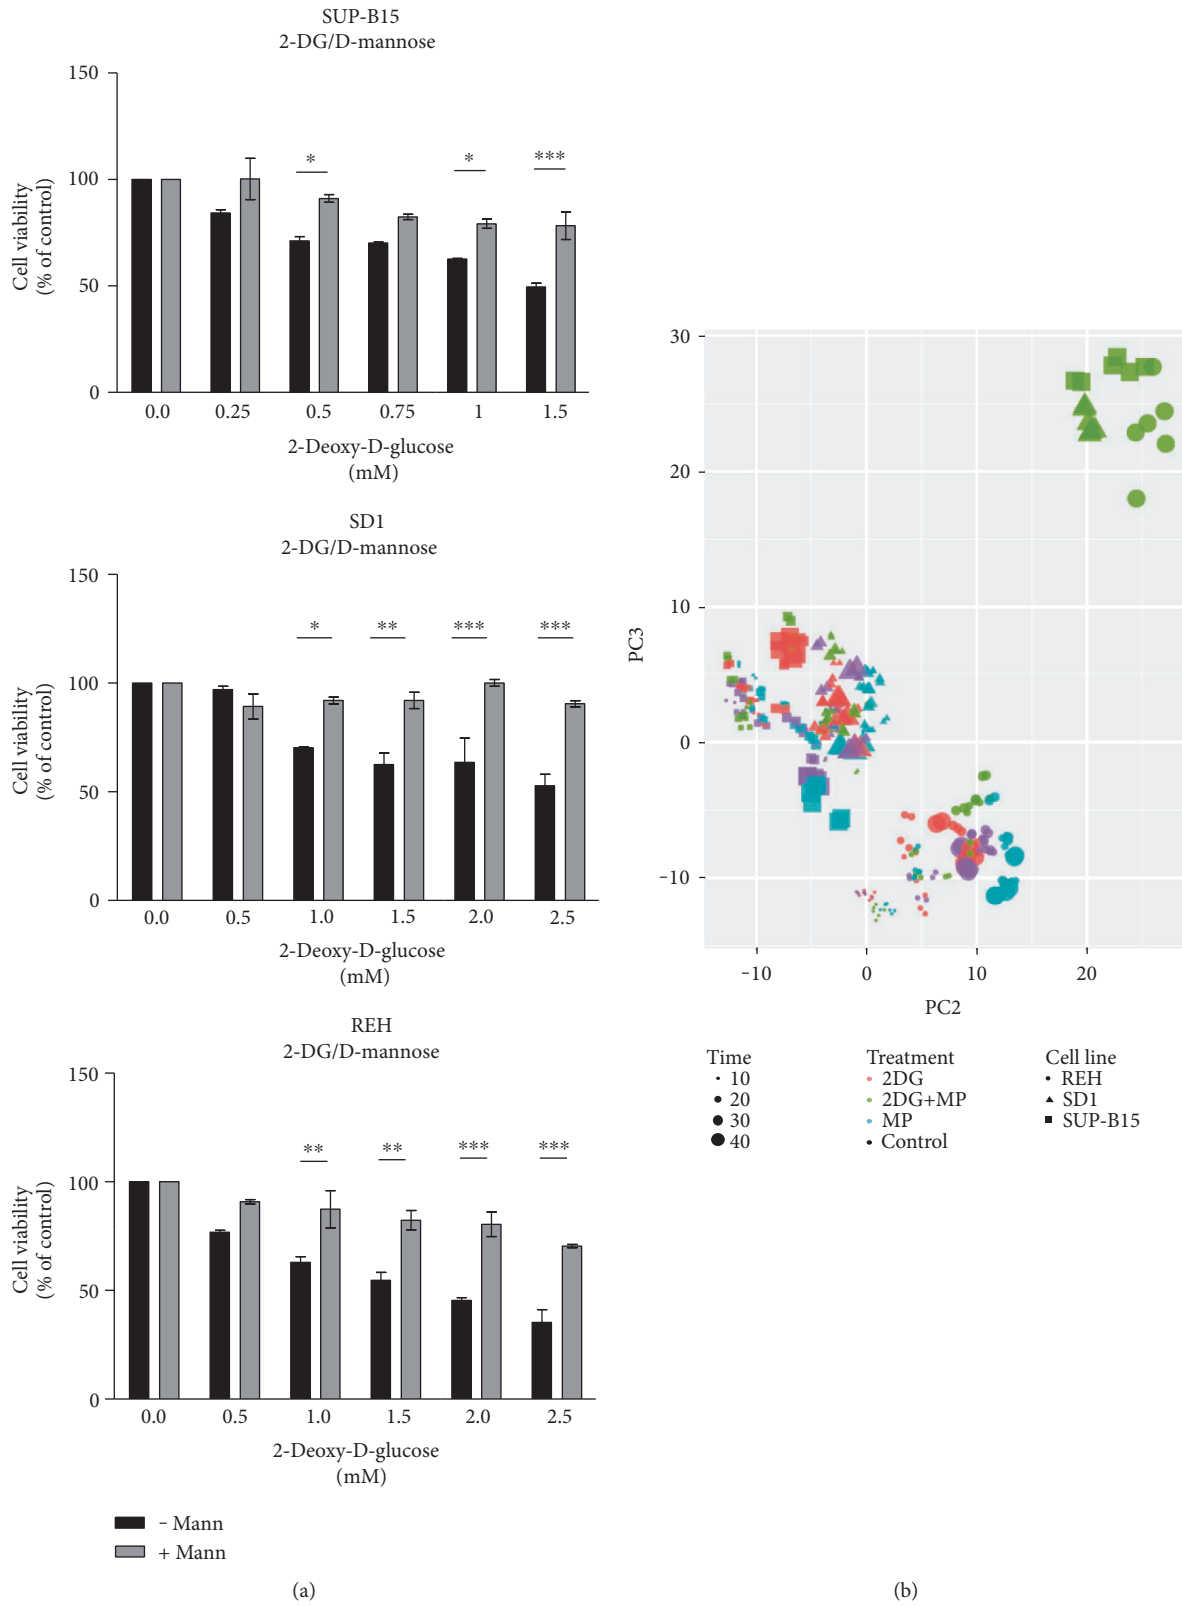 SUP-B15
2-DG/D-mannose
150
100
50
0
Cell viability
(% of control)
*
*
***
0.0 0.25 0.5 0.75 1 1.5
2-Deoxy-D-glucose
(mM)
SD1
2-DG/D-mannose
150
100
50
0
Cell viability
(% of control)
*
**
***
***
0.0 0.5 1.0 1.5 2.0 2.5
2-Deoxy-D-glucose
(mM)
REH
2-DG/D-mannose
150
100
50
0
Cell viability
(% of control)
**
**
***
***
0.0 0.5 1.0 1.5 2.0 2.5
2-Deoxy-D-glucose
(mM)
- Mann
+ Mann
(a)
30
20
10
0
-10
PC3
-10 0 10 20
PC2
Time
10
20
30
40
Treatment
2DG
2DG+MP
MP
Control
Cell line
REH
SD1
SUP-B15
(b)